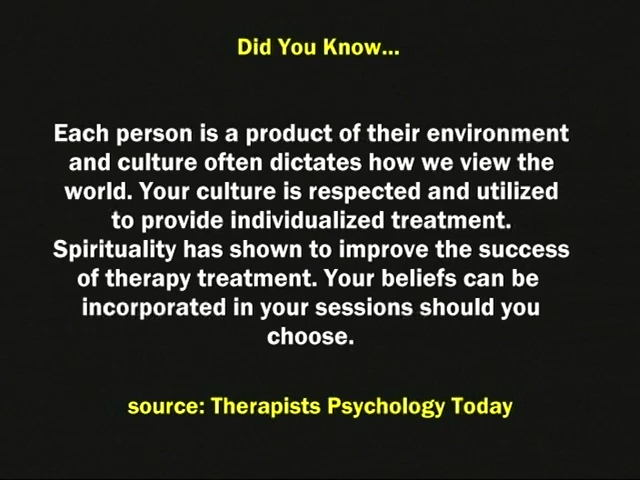 Did You Know...
Each person is a product of their environment
and culture often dictates how we view the
world. Your culture is respected and utilized
to provide individualized treatment.
Spirituality has shown to improve the success
of therapy treatment. Your beliefs can be
incorporated in your sessions should you
choose.
source: Therapists Psychology Today